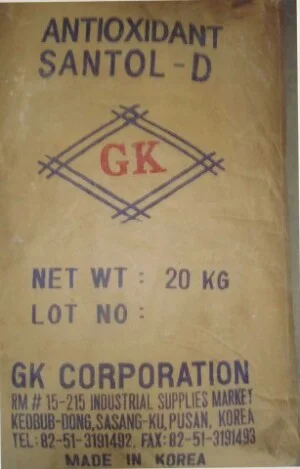 ANTIOXIDANT
SANTOL-D
GK
NET WT : 20 KG
LOT NO :
GK CORPORATION
RM # 15-215 INDUSTRIAL SUPPLIES MARKET
KEOBUB-DONG, SASANG-KU, PUSAN, KOREA
TEL: 82-51-3191492, FAX: 82-51-3191493
MADE IN KOREA